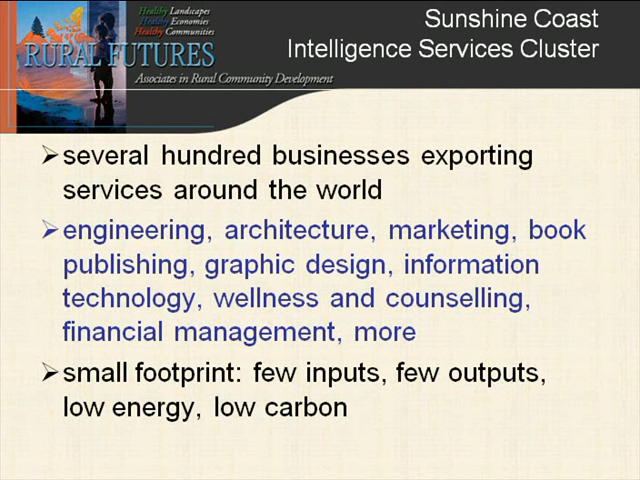 Healthy Landscapes
Healthy Economies
Healthy Communities
RURAL FUTURES
Associates in Rural Community Development
Sunshine Coast
Intelligence Services Cluster
several hundred businesses exporting
services around the world
engineering, architecture, marketing, book
publishing, graphic design, information
technology, wellness and counselling,
financial management, more
small footprint: few inputs, few outputs,
low energy, low carbon